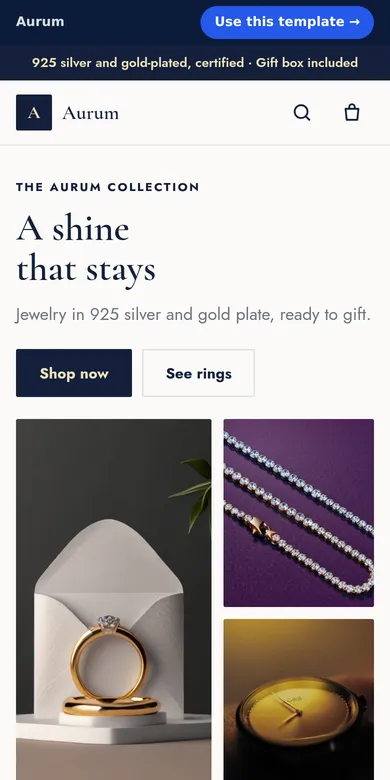 Aurum
Use this template →
925 silver and gold-plated, certified · Gift box included
A
Aurum
THE AURUM COLLECTION
A shine
that stays
Jewelry in 925 silver and gold plate, ready to gift.
Shop now
See rings